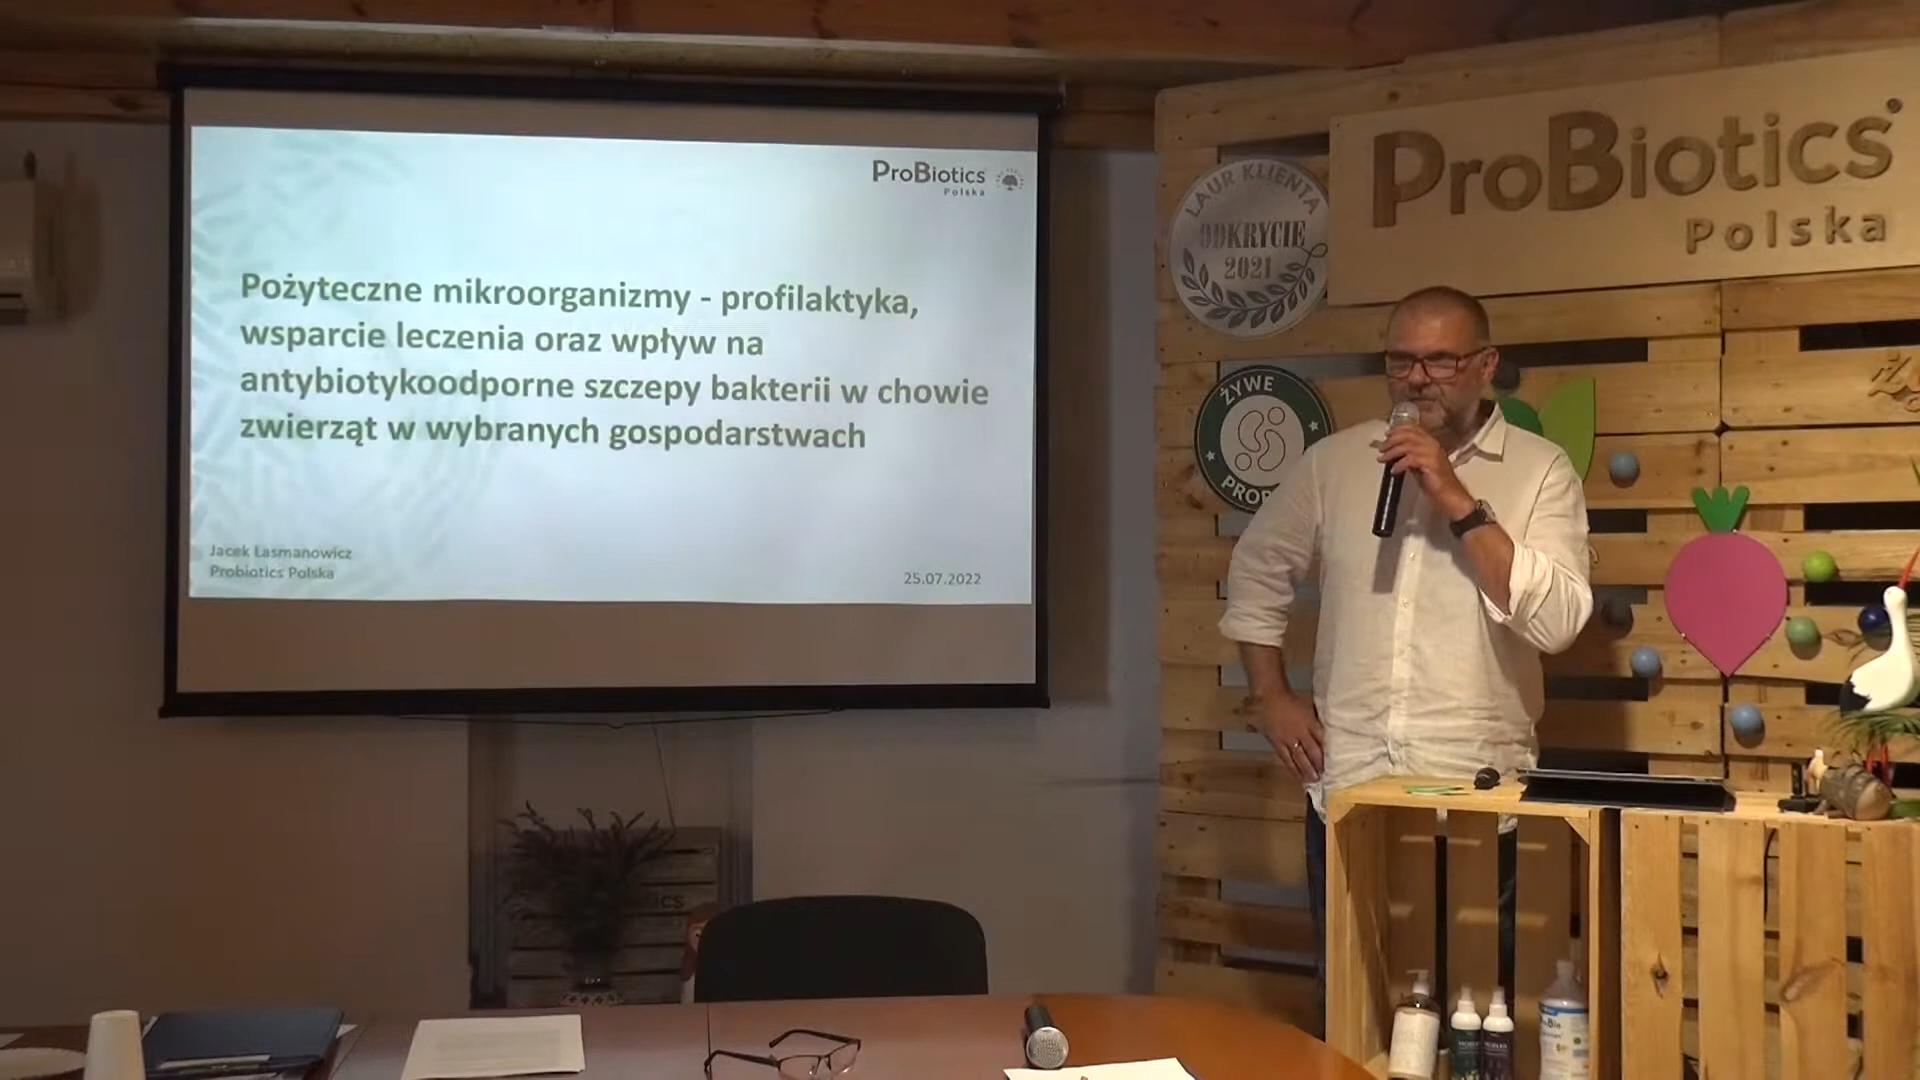 ProBiotics
Polska
Pożyteczne mikroorganizmy - profilaktyka,
wsparcie leczenia oraz wpływ na
antybiotykoodporne szczepy bakterii w chowie
zwierząt w wybranych gospodarstwach
Jacek Łasmanowicz
Probiotics Polska
25.07.2022
LAUR KLIENTA
ODKRYCIE
2021
ProBiotics
Polska
ŻYWE